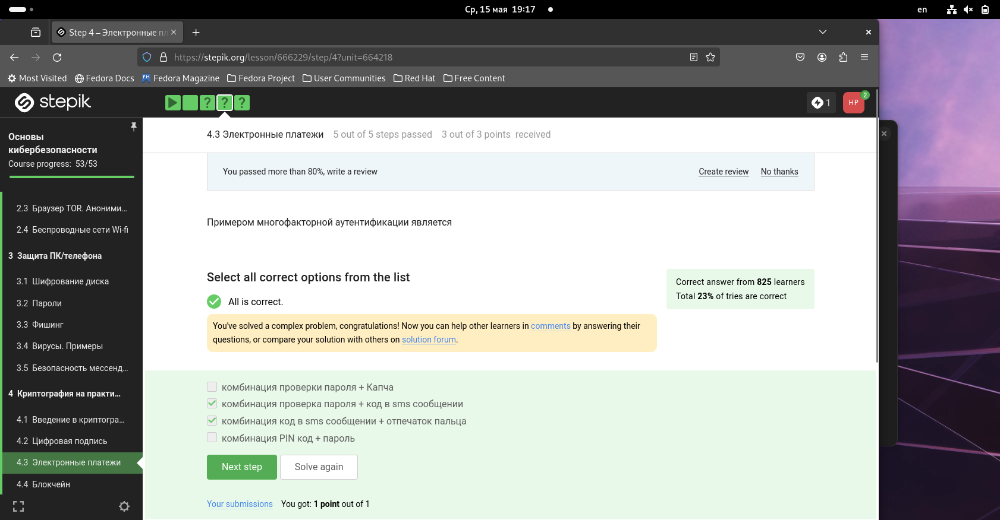 Ср, 15 мая 19:17
en
Step 4 – Электронные пл
https://stepik.org/lesson/666229/step/4?unit=664218
Most Visited
Fedora Docs
Fedora Magazine
Fedora Project
User Communities
Red Hat
Free Content
stepik
? ? ?
1
HP
2
Основы
кибербезопасности
Course progress: 53/53
2.3 Браузер TOR. Аноними...
2.4 Беспроводные сети Wi-fi
3 Защита ПК/телефона
3.1 Шифрование диска
3.2 Пароли
3.3 Фишинг
3.4 Вирусы. Примеры
3.5 Безопасность мессенд...
4 Криптография на практи...
4.1 Введение в криптогра...
4.2 Цифровая подпись
4.3 Электронные платежи
4.4 Блокчейн
4.3 Электронные платежи 5 out of 5 steps passed 3 out of 3 points received
You passed more than 80%, write a review
Create review
No thanks
Примером многофакторной аутентификации является
Select all correct options from the list
All is correct.
You've solved a complex problem, congratulations! Now you can help other learners in comments by answering their
questions, or compare your solution with others on solution forum.
Correct answer from 825 learners
Total 23% of tries are correct
комбинация проверки пароля + Капча
комбинация проверка пароля + код в sms сообщении
комбинация код в sms сообщении + отпечаток пальца
комбинация PIN код + пароль
Next step
Solve again
Your submissions You got: 1 point out of 1